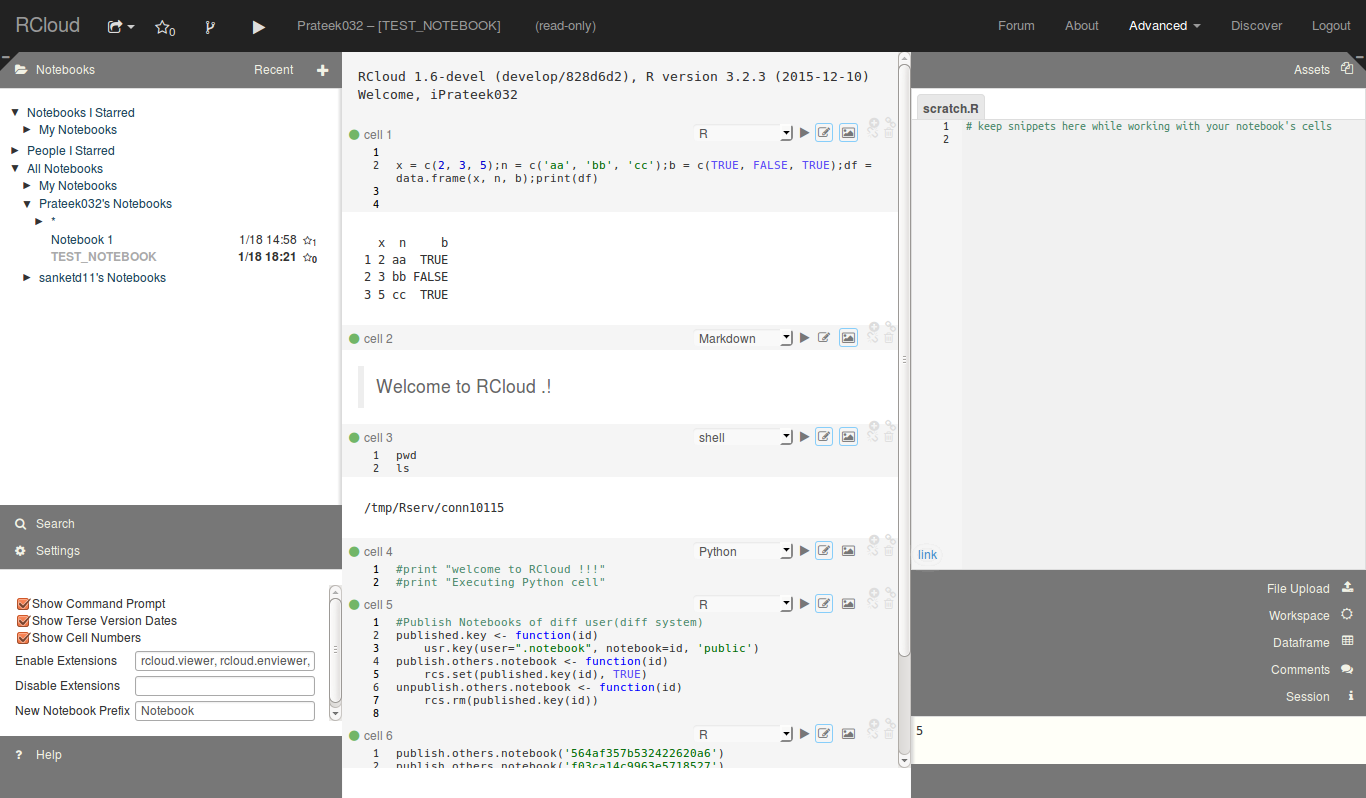 RCloud 0 Prateek032 – [TEST_NOTEBOOK] (read-only) Forum About Advanced Discover Logout
Notebooks Recent +
Notebooks I Starred
My Notebooks
People I Starred
All Notebooks
My Notebooks
Prateek032's Notebooks
*
Notebook 1 1/18 14:58 1
TEST_NOTEBOOK 1/18 18:21 0
sanketd11's Notebooks
Search
Settings
Show Command Prompt
Show Terse Version Dates
Show Cell Numbers
Enable Extensions rcloud.viewer, rcloud.enviewer,
Disable Extensions
New Notebook Prefix Notebook
? Help
RCloud 1.6-devel (develop/828d6d2), R version 3.2.3 (2015-12-10)
Welcome, iPrateek032
cell 1 R
1
2 x = c(2, 3, 5);n = c('aa', 'bb', 'cc');b = c(TRUE, FALSE, TRUE);df =
data.frame(x, n, b);print(df)
3
4
x n b
1 2 aa TRUE
2 3 bb FALSE
3 5 cc TRUE
cell 2 Markdown
Welcome to RCloud .!
cell 3 shell
1 pwd
2 ls
/tmp/Rserv/conn10115
cell 4 Python
1 #print "welcome to RCloud !!!"
2 #print "Executing Python cell"
cell 5 R
1 #Publish Notebooks of diff user(diff system)
2 published.key <- function(id)
3 usr.key(user=".notebook", notebook=id, 'public')
4 publish.others.notebook <- function(id)
5 rcs.set(published.key(id), TRUE)
6 unpublish.others.notebook <- function(id)
7 rcs.rm(published.key(id))
8
cell 6 R
1 publish.others.notebook('564af357b532422620a6')
2 publish.others.notebook('f03ca14c9963e5718527')
Assets
scratch.R
1 # keep snippets here while working with your notebook's cells
2
link
File Upload
Workspace
Dataframe
Comments
Session
5